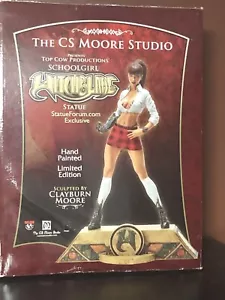 THE CS MOORE STUDIO
PRESENTS
TOP COW PRODUCTIONS'
SCHOOLGIRL
WITCHBLADE
STATUE
STATUEFORUM.COM
EXCLUSIVE
HAND
PAINTED
LIMITED
EDITION
SCULPTED BY
CLAYBURN
MOORE